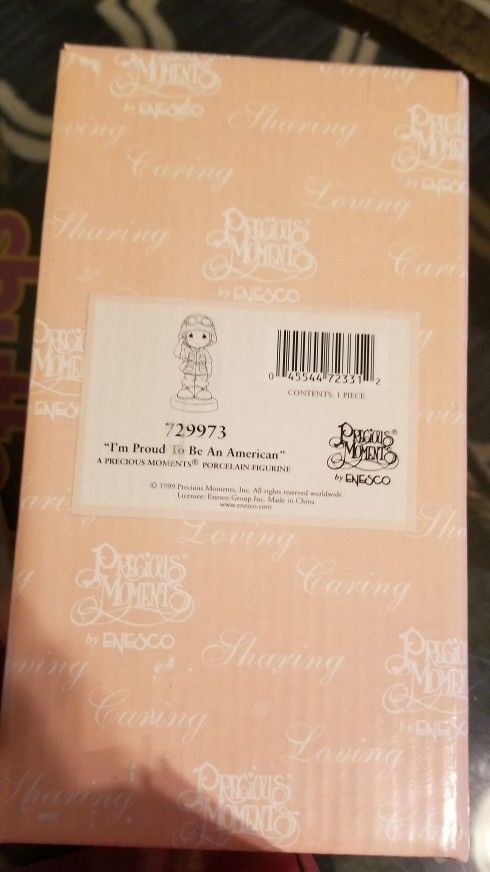 PRECIOUS MOMENTS by ENESCO
Caring
Sharing
PRECIOUS MOMENTS by ENESCO
Caring
Loving
Sharing
PRECIOUS MOMENTS by ENESCO
0 45544 72331 2
CONTENTS: 1 PIECE
729973
"I'm Proud To Be An American"
A PRECIOUS MOMENTS® PORCELAIN FIGURINE
PRECIOUS MOMENTS® by ENESCO
© 1999 Precious Moments, Inc. All rights reserved worldwide
Licensee: Enesco Group Inc. Made in China
www.enesco.com
Loving
Caring
PRECIOUS MOMENTS by ENESCO
Sharing
Caring
Loving
Sharing
PRECIOUS MOMENTS
Caring